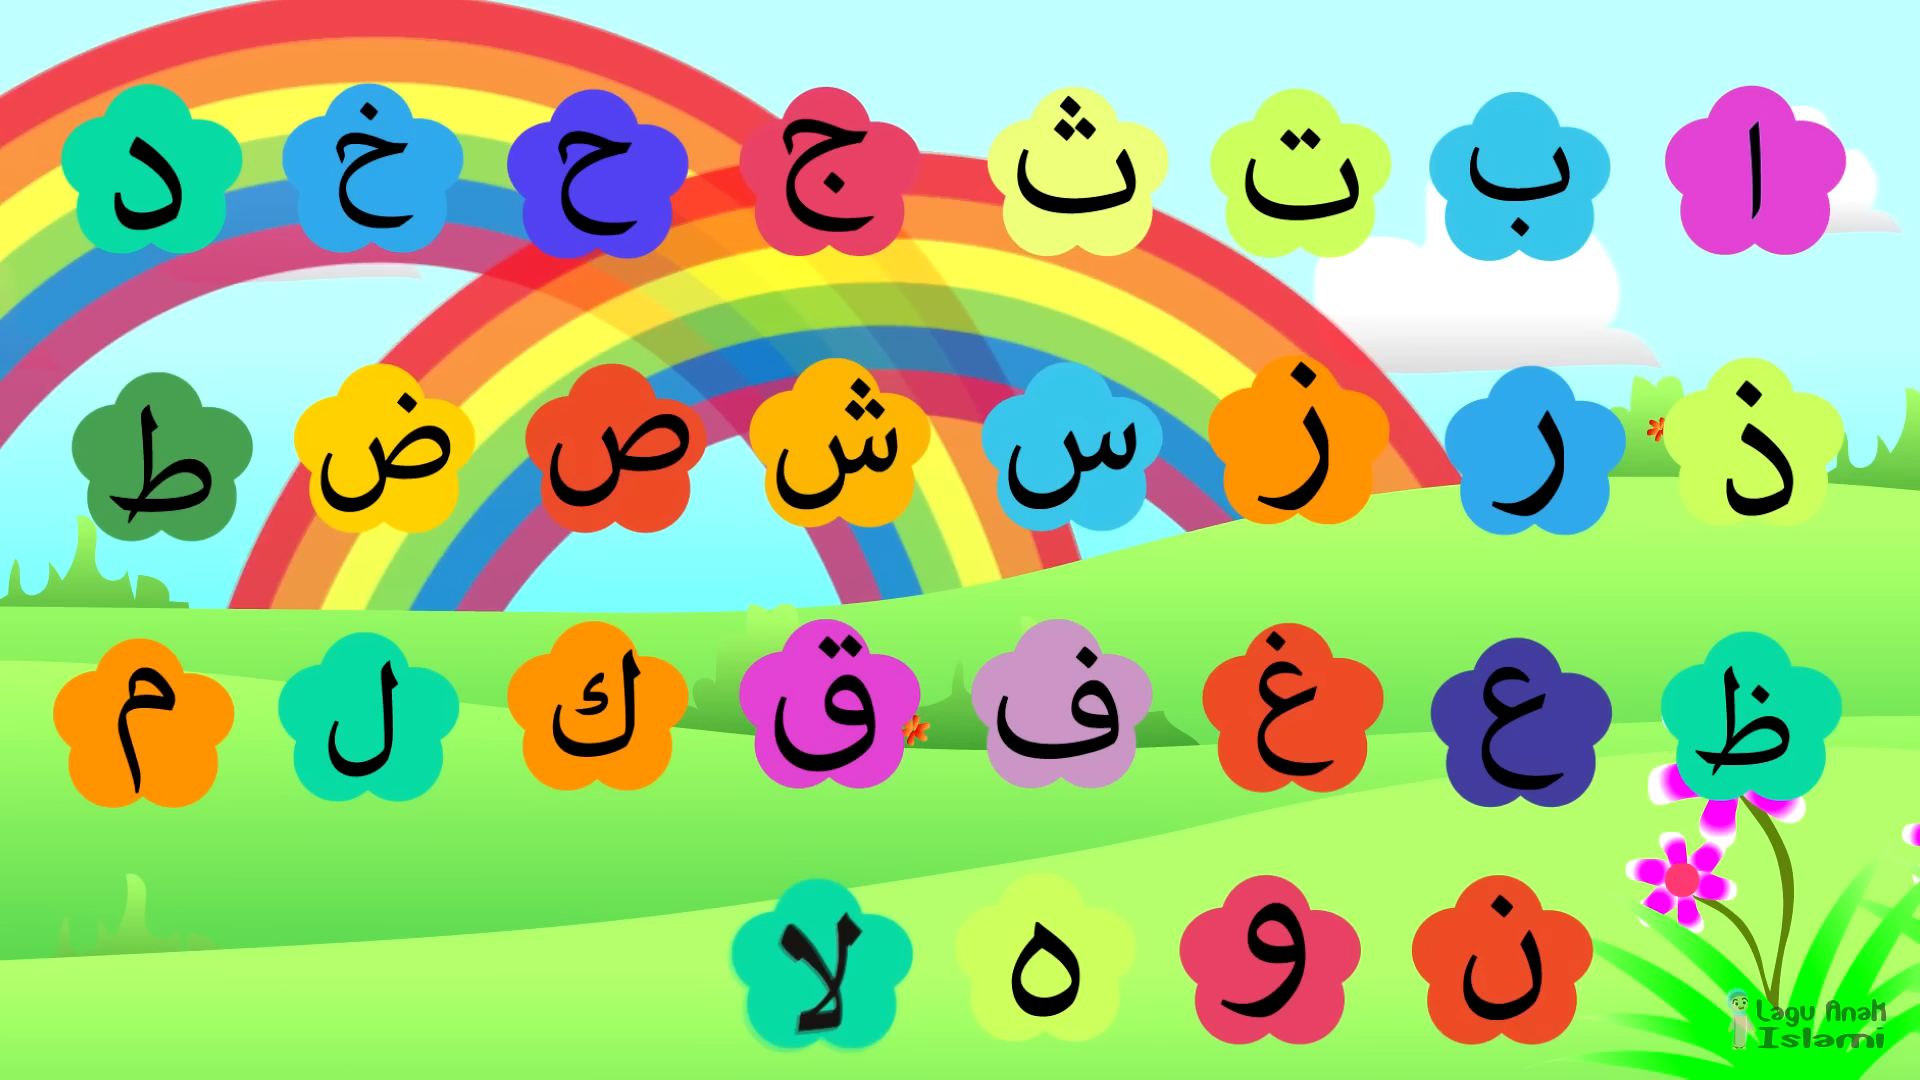 ا ب ت ث ج ح خ د
ذ ر ز س ش ص ض ط
ظ ع غ ف ق ك ل م
ن و ه لا
Lagu Anak
Islami